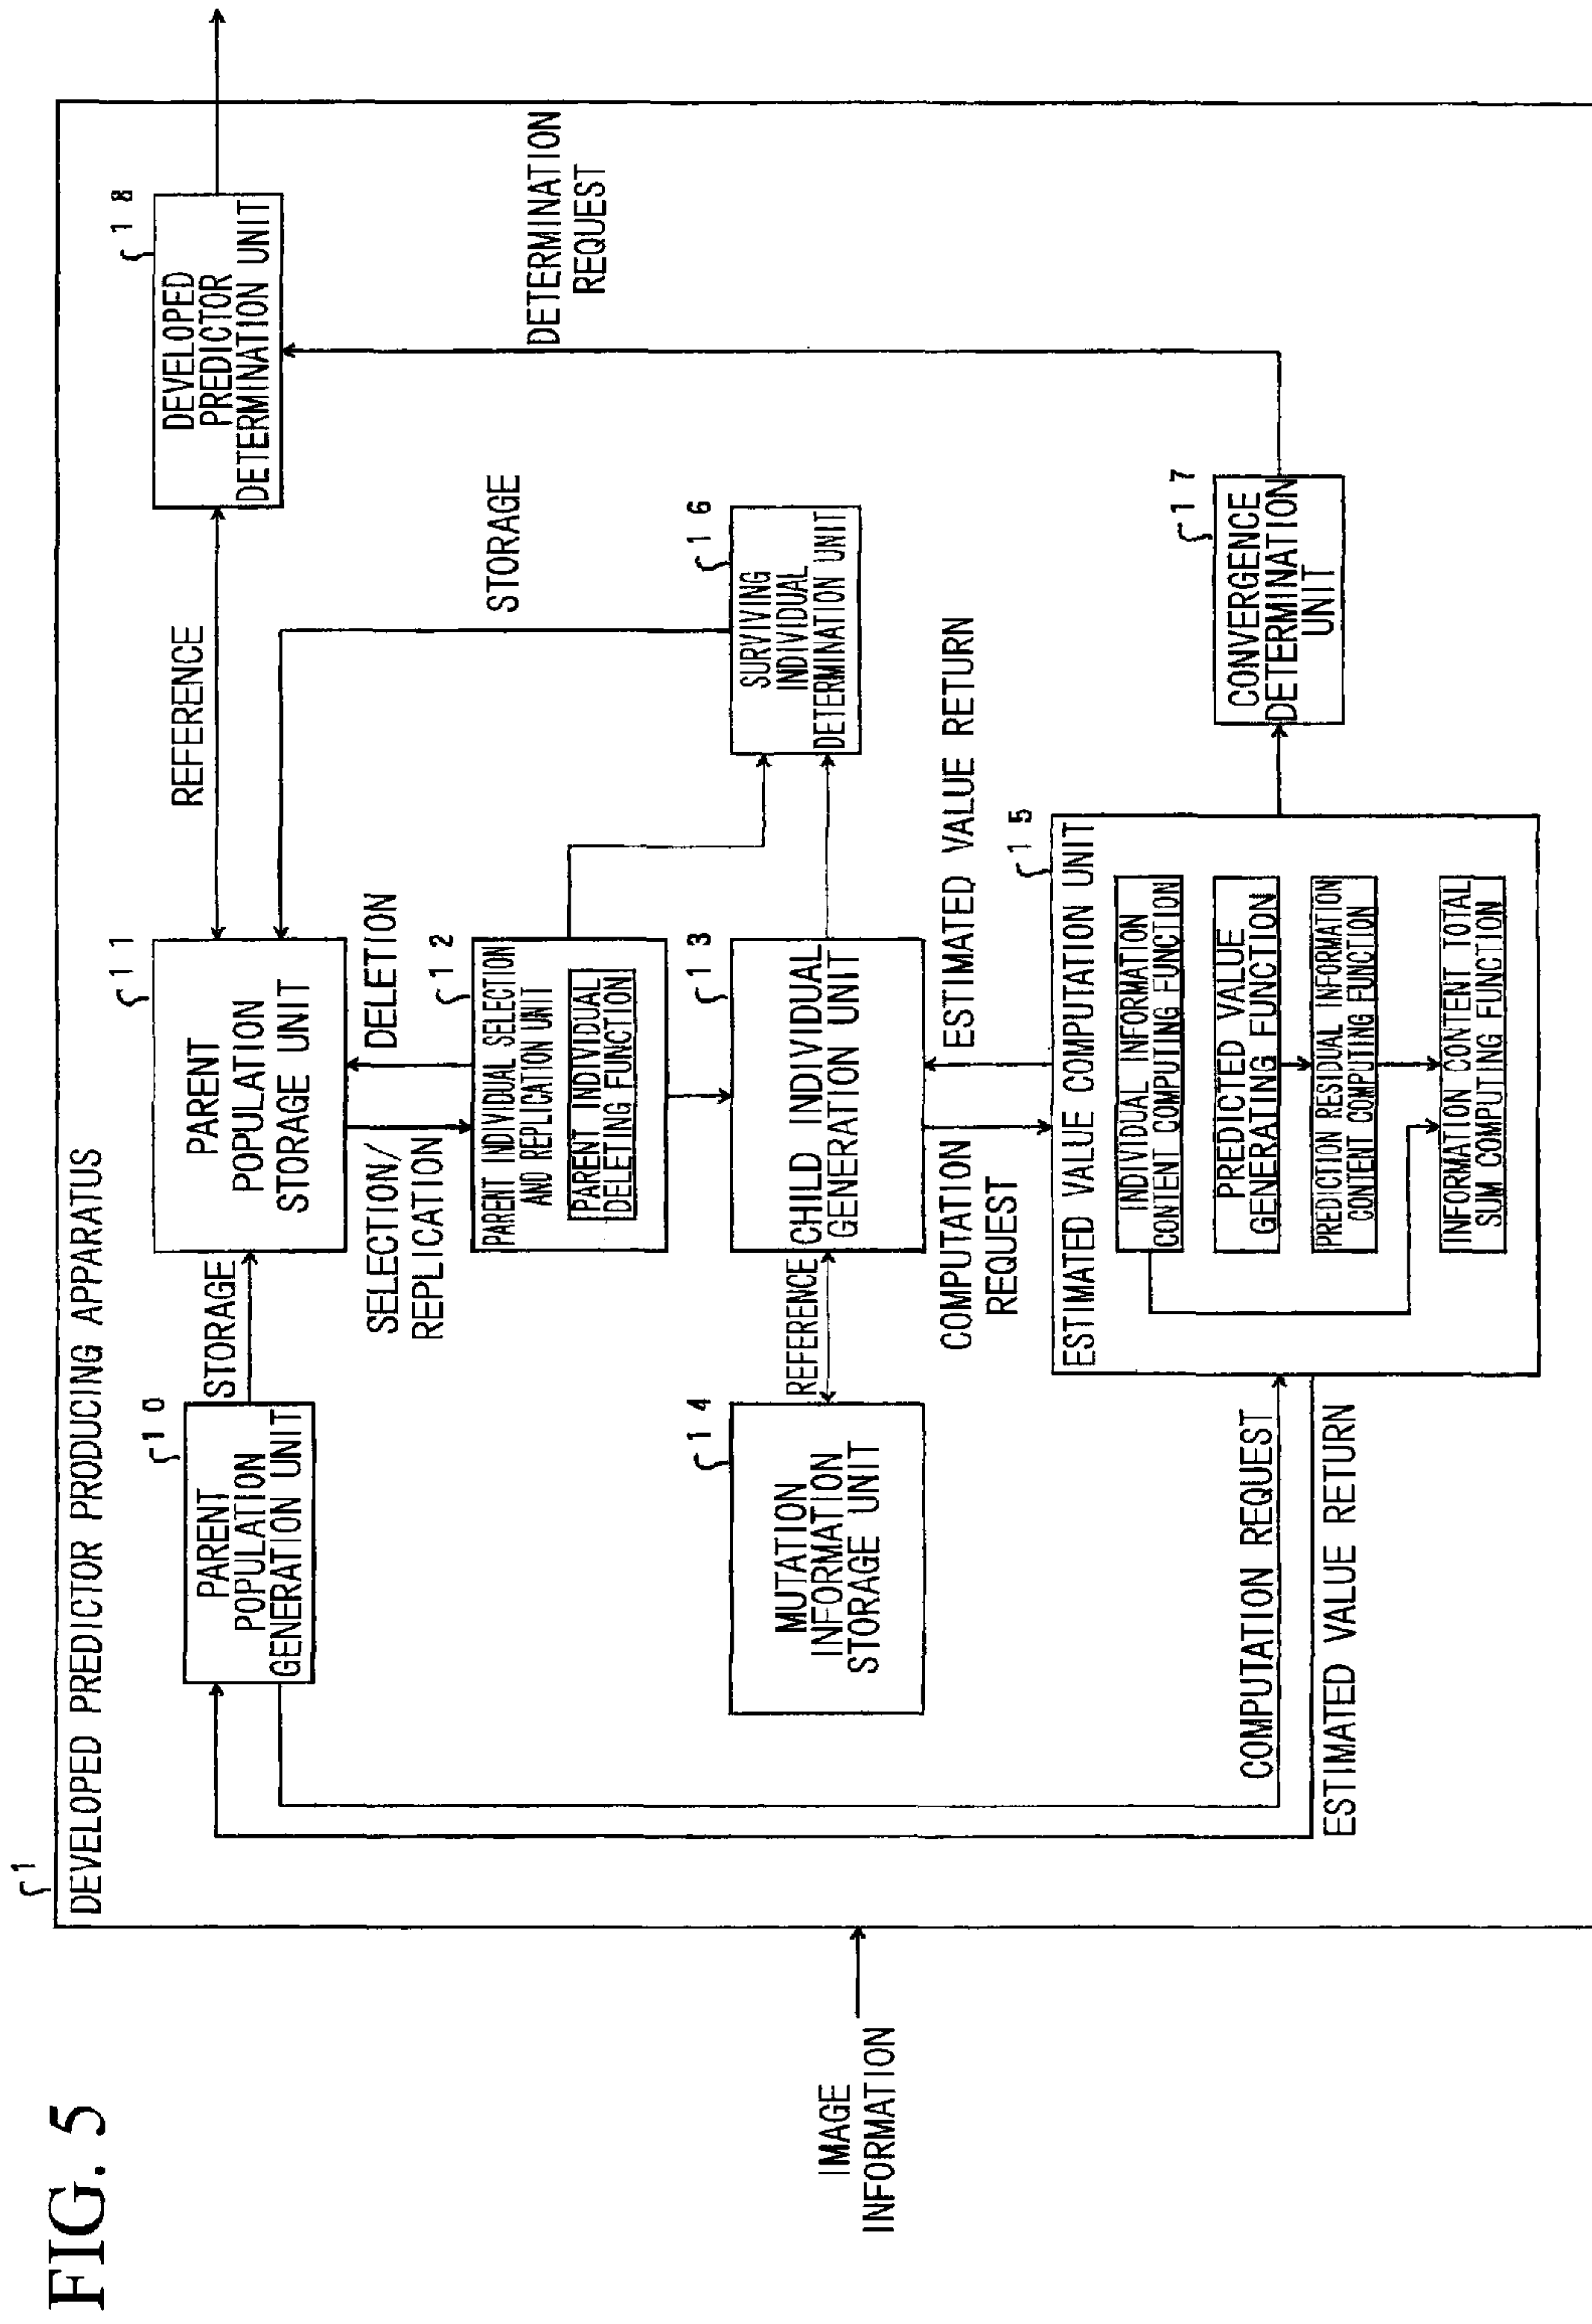 FIG. 5
1
DEVELOPED PREDICTOR PRODUCING APPARATUS
IMAGE
INFORMATION
10
PARENT
POPULATION
GENERATION UNIT
STORAGE
11
PARENT
POPULATION
STORAGE UNIT
REFERENCE
18
DEVELOPED
PREDICTOR
DETERMINATION UNIT
SELECTION/
REPLICATION
DELETION
STORAGE
DETERMINATION
REQUEST
12
PARENT INDIVIDUAL SELECTION
AND REPLICATION UNIT
PARENT INDIVIDUAL
DELETING FUNCTION
14
MUTATION
INFORMATION
STORAGE UNIT
REFERENCE
13
CHILD INDIVIDUAL
GENERATION UNIT
16
SURVIVING
INDIVIDUAL
DETERMINATION UNIT
COMPUTATION
REQUEST
ESTIMATED VALUE RETURN
15
ESTIMATED VALUE COMPUTATION UNIT
INDIVIDUAL INFORMATION
CONTENT COMPUTING FUNCTION
PREDICTED VALUE
GENERATING FUNCTION
PREDICTION RESIDUAL INFORMATION
CONTENT COMPUTING FUNCTION
INFORMATION CONTENT TOTAL
SUM COMPUTING FUNCTION
17
CONVERGENCE
DETERMINATION
UNIT
COMPUTATION REQUEST
ESTIMATED VALUE RETURN